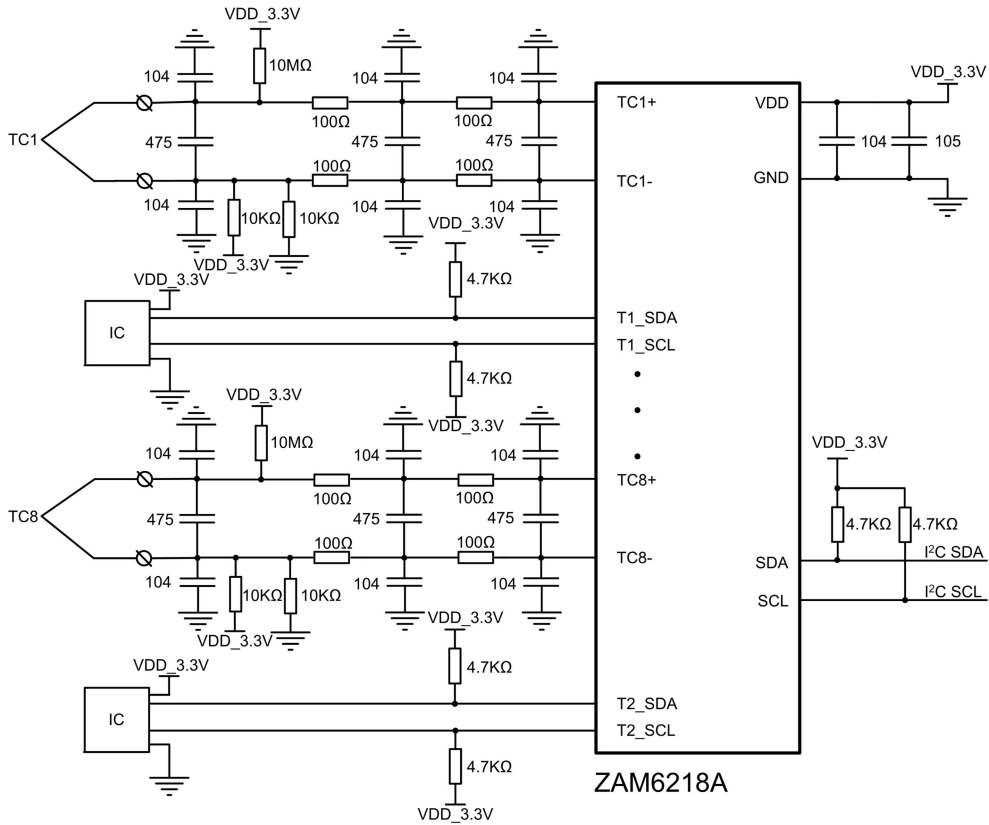 VDD_3.3V
104
10MΩ
104
104
VDD_3.3V
TC1+
VDD
100Ω
100Ω
TC1
475
475
475
104
105
100Ω
100Ω
TC1-
GND
104
10KΩ
10KΩ
104
104
VDD_3.3V
VDD_3.3V
VDD_3.3V
4.7KΩ
IC
T1_SDA
T1_SCL
4.7KΩ
VDD_3.3V
VDD_3.3V
104
10MΩ
104
104
VDD_3.3V
TC8+
100Ω
100Ω
TC8
475
475
475
4.7KΩ
4.7KΩ
100Ω
100Ω
TC8-
SDA
I²C SDA
104
10KΩ
10KΩ
104
104
SCL
I²C SCL
VDD_3.3V
VDD_3.3V
VDD_3.3V
4.7KΩ
IC
T2_SDA
T2_SCL
4.7KΩ
VDD_3.3V
ZAM6218A